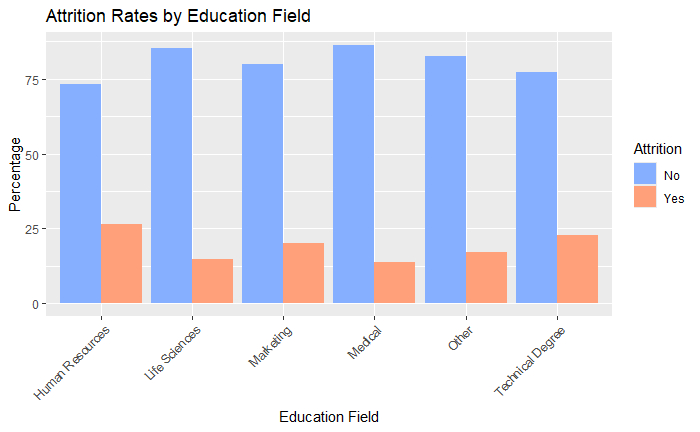 Attrition Rates by Education Field
Percentage
75
50
25
0
Human Resources
Life Sciences
Marketing
Medical
Other
Technical Degree
Education Field
Attrition
No
Yes